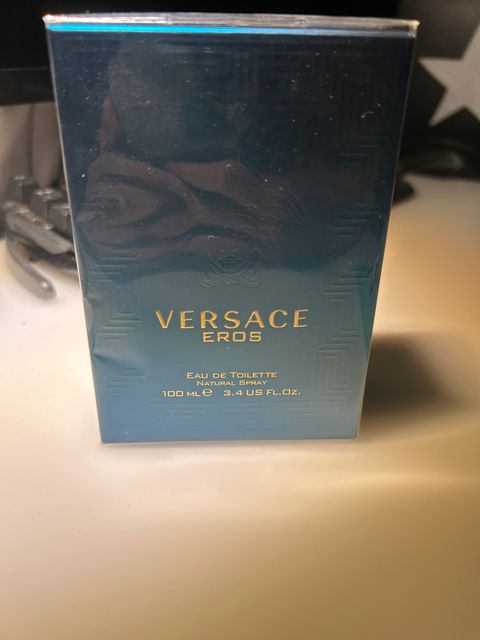 VERSACE
EROS
EAU DE TOILETTE
NATURAL SPRAY
100 ML ℮ 3.4 US FL.OZ.